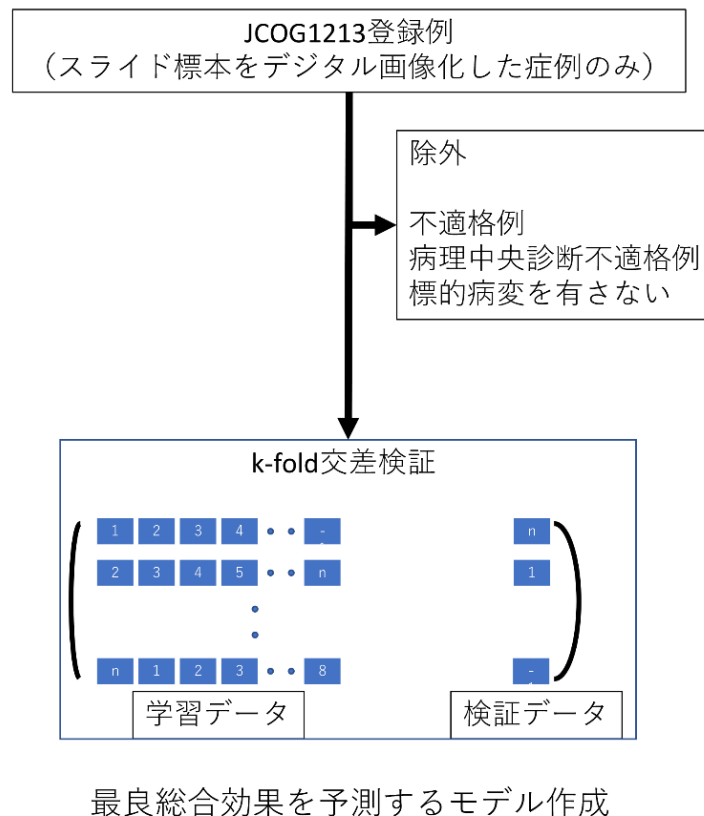 JCOG1213登録例
（スライド標本をデジタル画像化した症例のみ）
除外
不適格例
病理中央診断不適格例
標的病変を有さない
k-fold交差検証
1 2 3 4 ・・ - n
2 3 4 5 ・・ n 1
n 1 2 3 ・・ 8 -
学習データ 検証データ
最良総合効果を予測するモデル作成